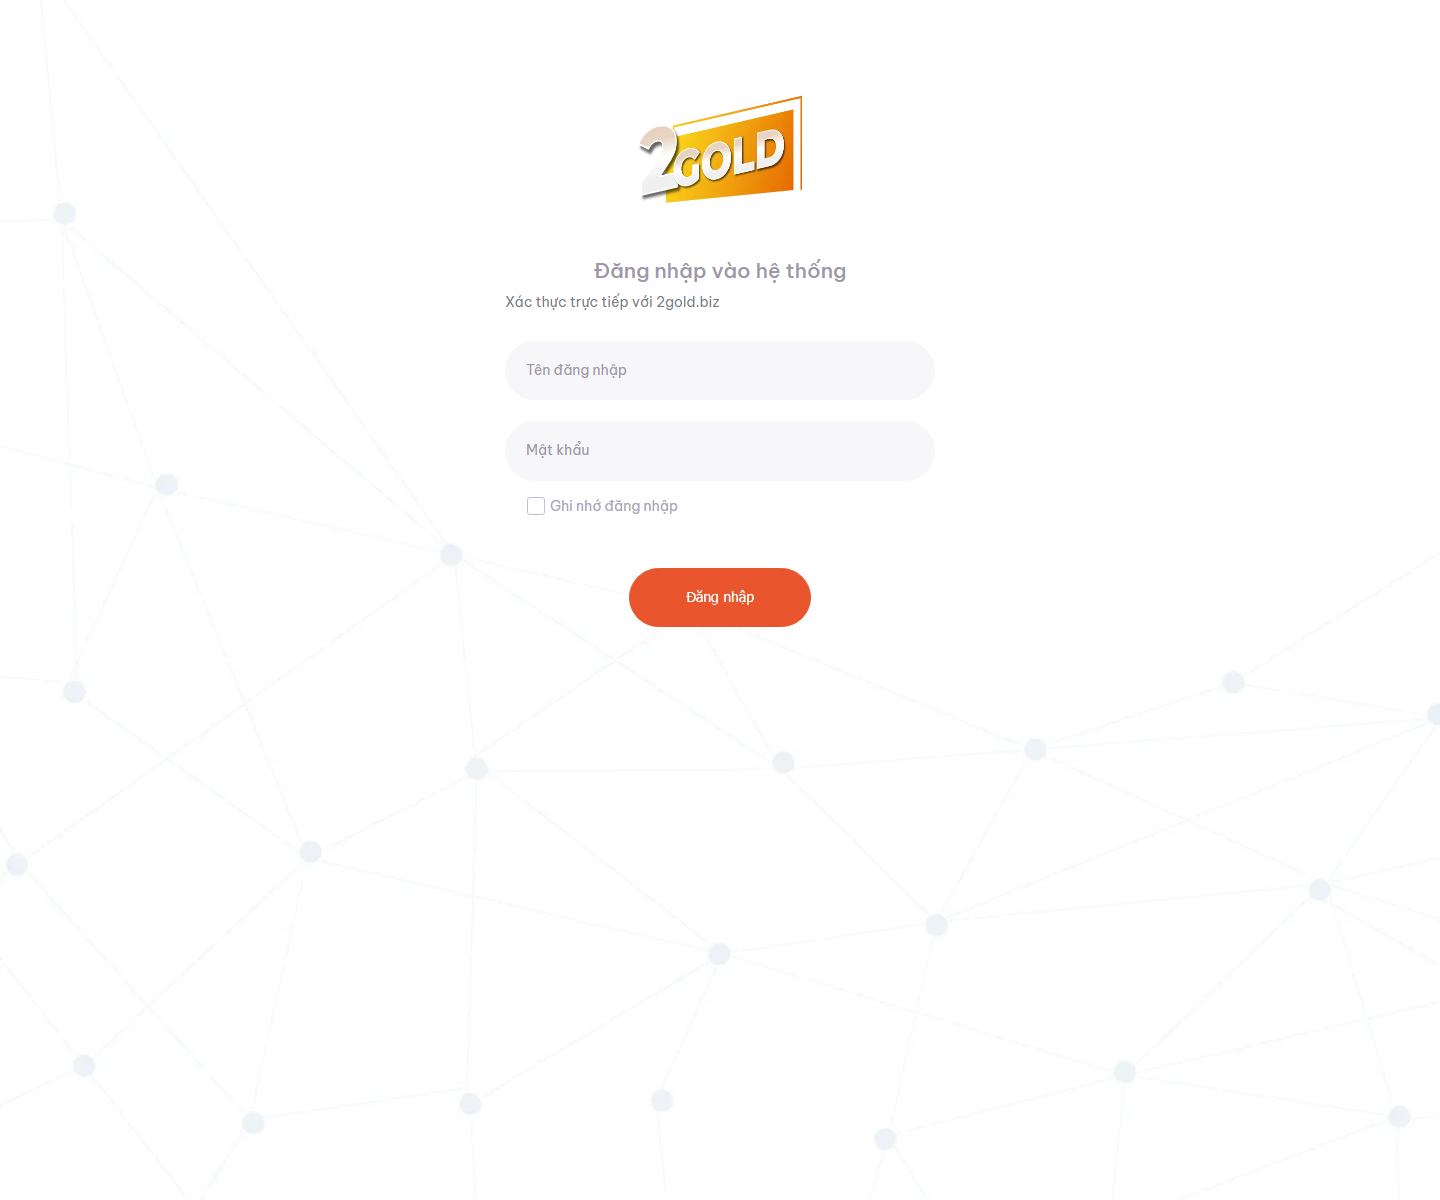 2GOLD
Đăng nhập vào hệ thống
Xác thực trực tiếp với 2gold.biz
Tên đăng nhập
Mật khẩu
Ghi nhớ đăng nhập
Đăng nhập